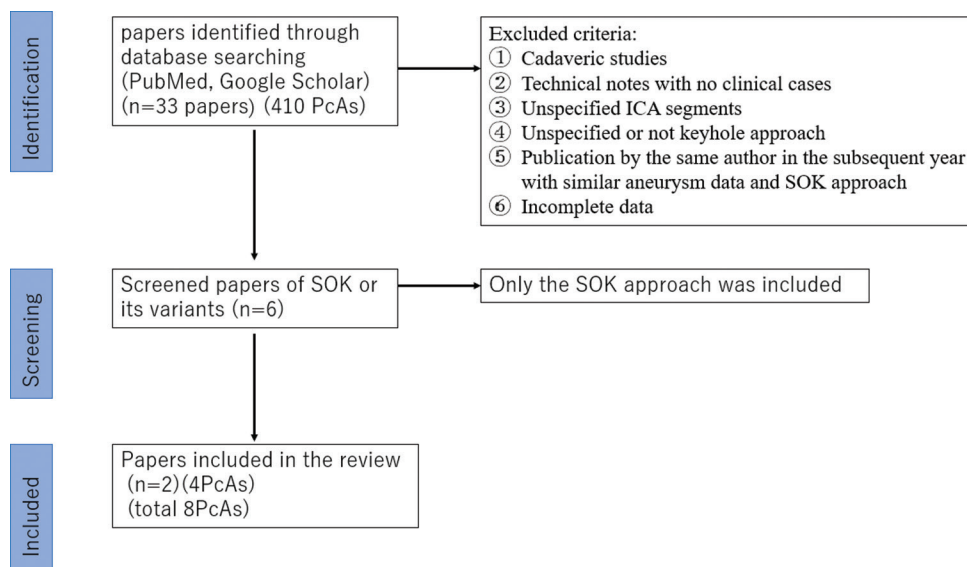 Identification
papers identified through
database searching
(PubMed, Google Scholar)
(n=33 papers) (410 PcAs)
Excluded criteria:
① Cadaveric studies
② Technical notes with no clinical cases
③ Unspecified ICA segments
④ Unspecified or not keyhole approach
⑤ Publication by the same author in the subsequent year
with similar aneurysm data and SOK approach
⑥ Incomplete data
Screening
Screened papers of SOK or
its variants (n=6)
Only the SOK approach was included
Included
Papers included in the review
(n=2)(4PcAs)
(total 8PcAs)